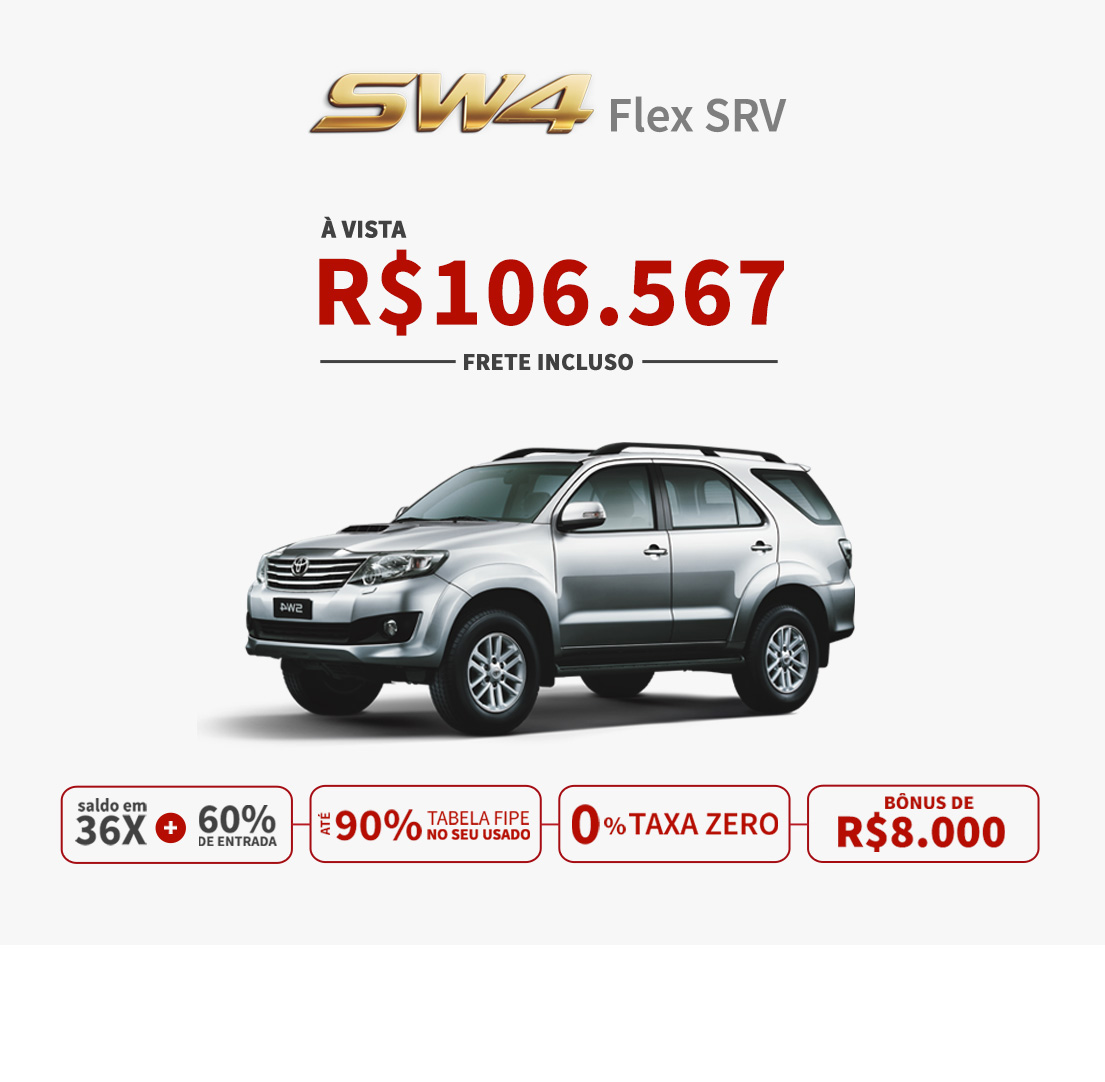 SW4 Flex SRV
À VISTA
R$106.567
FRETE INCLUSO
SW4
saldo em
36X + 60%
DE ENTRADA
ATÉ 90% TABELA FIPE
NO SEU USADO
0% TAXA ZERO
BÔNUS DE
R$8.000